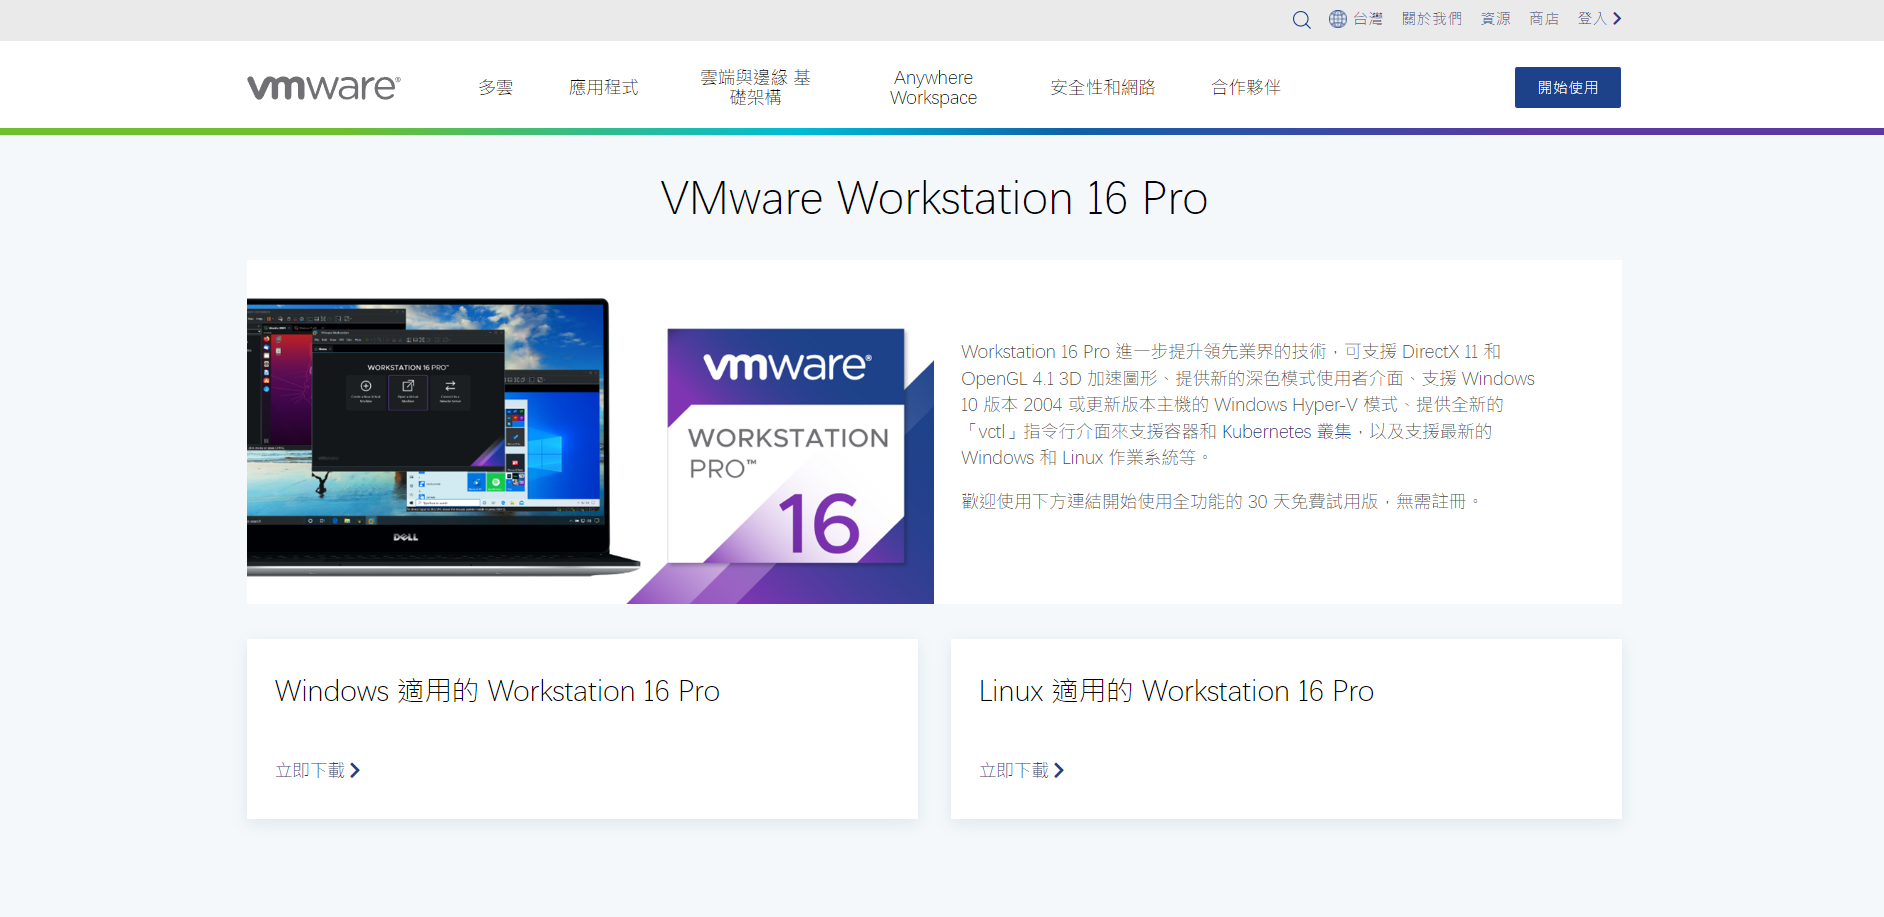 台灣 關於我們 資源 商店 登入
vmware®
多雲
應用程式
雲端與邊緣 基
礎架構
Anywhere
Workspace
安全性和網路
合作夥伴
開始使用
VMware Workstation 16 Pro
WORKSTATION 16 PRO™
DELL
vmware®
WORKSTATION
PRO™
16
Workstation 16 Pro 進一步提升領先業界的技術，可支援 DirectX 11 和
OpenGL 4.1 3D 加速圖形、提供新的深色模式使用者介面、支援 Windows
10 版本 2004 或更新版本主機的 Windows Hyper-V 模式、提供全新的
「vctl」指令行介面來支援容器和 Kubernetes 叢集，以及支援最新的
Windows 和 Linux 作業系統等。
歡迎使用下方連結開始使用全功能的 30 天免費試用版，無需註冊。
Windows 適用的 Workstation 16 Pro
立即下載
Linux 適用的 Workstation 16 Pro
立即下載